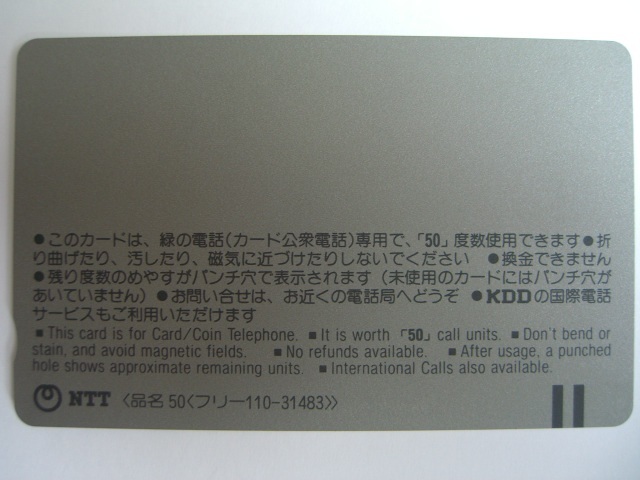 ●このカードは、緑の電話(カード公衆電話)専用で、「50」度数使用できます●折
り曲げたり、汚したり、磁気に近づけたりしないでください ●換金できません
●残り度数のめやすがパンチ穴で表示されます(未使用のカードにはパンチ穴が
あいていません)●お問い合せは、お近くの電話局へどうぞ ●KDDの国際電話
サービスもご利用いただけます
■This card is for Card/Coin Telephone. ■It is worth「50」call units. ■Don't bend or
stain, and avoid magnetic fields. ■No refunds available. ■After usage, a punched
hole shows approximate remaining units. ■International Calls also available.
NTT〈品名 50〈フリー110-31483〉〉